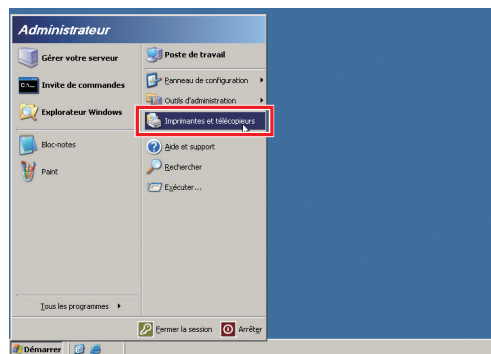 Administrateur
Gérer votre serveur
Invite de commandes
Explorateur Windows
Bloc-notes
Paint
Tous les programmes
Poste de travail
Panneau de configuration
Outils d'administration
Imprimantes et télécopieurs
Aide et support
Rechercher
Exécuter...
Fermer la session
Arrêter
Démarrer